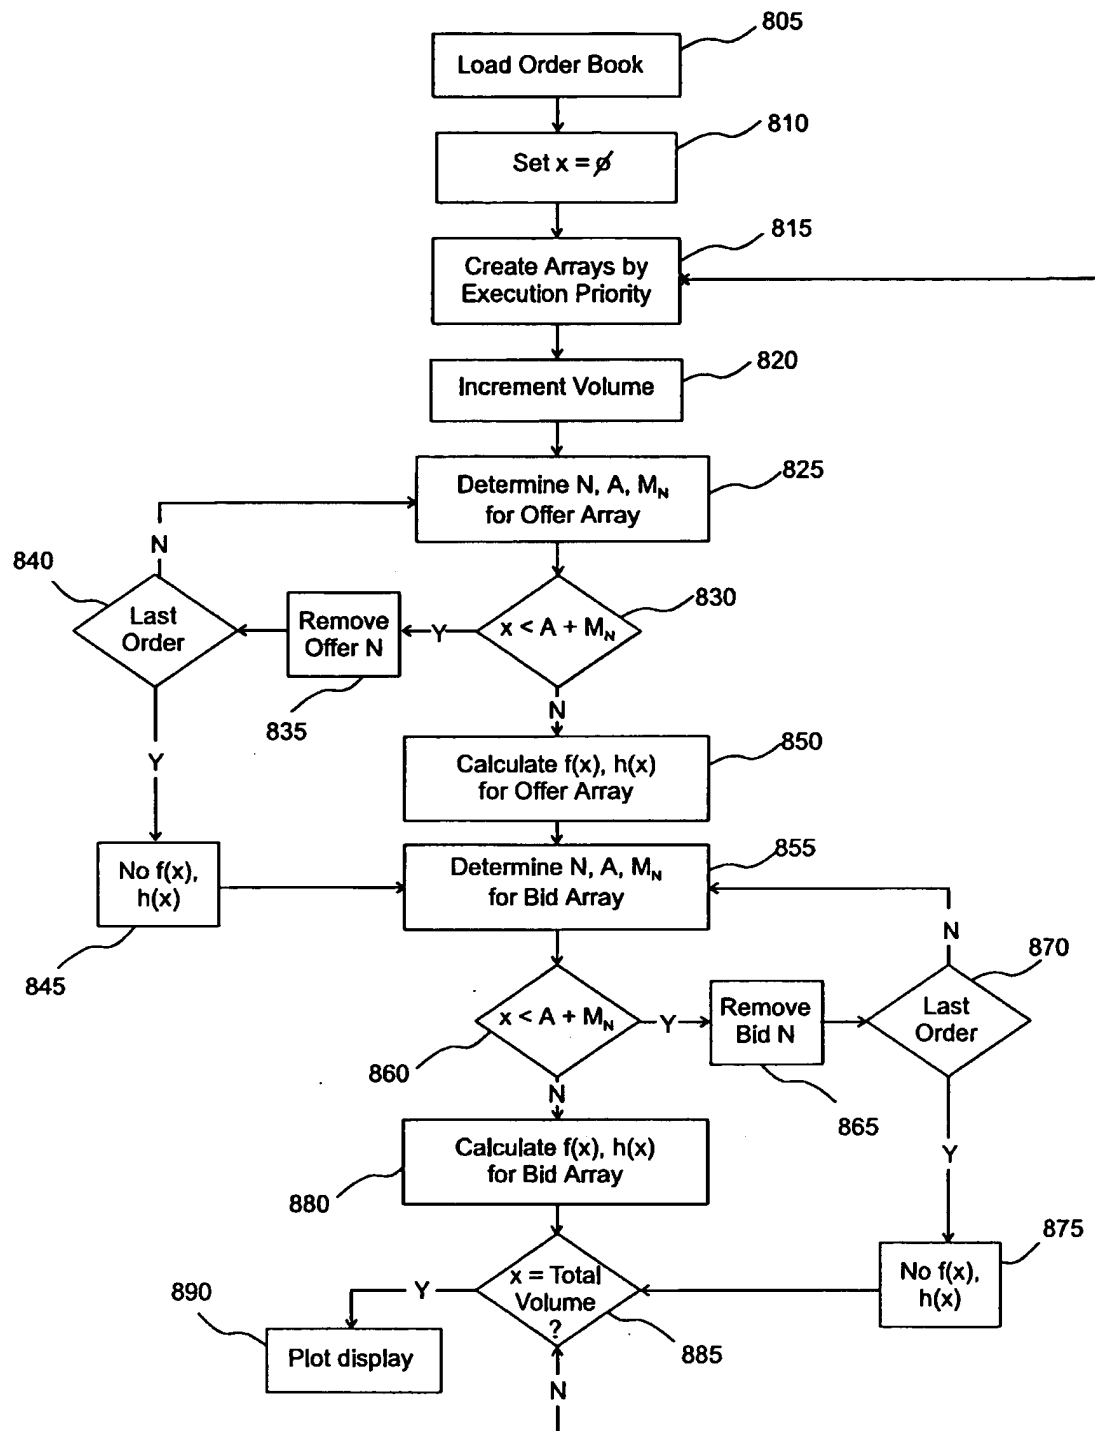 805
Load Order Book
810
Set x = ø
815
Create Arrays by
Execution Priority
820
Increment Volume
825
Determine N, A, M_N
for Offer Array
N
840
Last
Order
Remove
Offer N
835
Y
830
x < A + M_N
N
Y
850
Calculate f(x), h(x)
for Offer Array
855
Determine N, A, M_N
for Bid Array
No f(x),
h(x)
845
N
870
x < A + M_N
860
Y
Remove
Bid N
865
Last
Order
N
Calculate f(x), h(x)
for Bid Array
880
Y
875
No f(x),
h(x)
x = Total
Volume
?
885
Y
890
Plot display
N